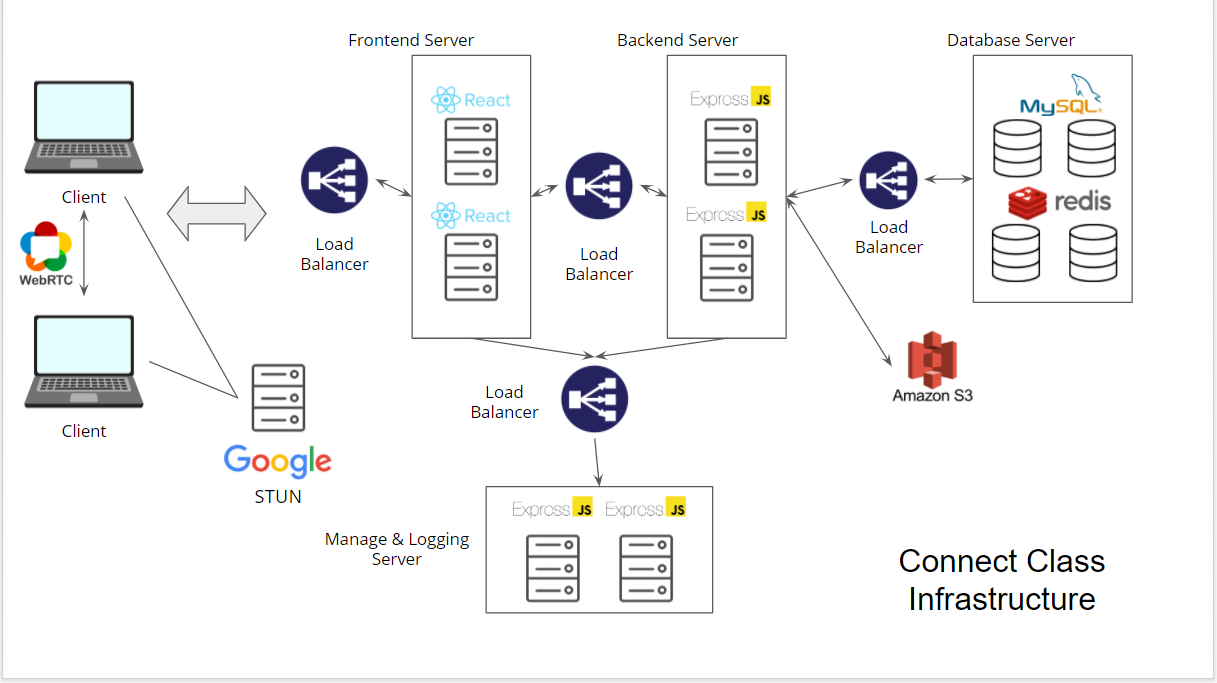 Frontend Server
Backend Server
Database Server
React
React
Express JS
Express JS
MySQL
redis
Client
WebRTC
Client
Load
Balancer
Load
Balancer
Load
Balancer
Amazon S3
Google
STUN
Load
Balancer
Manage & Logging
Server
Express JS
Express JS
Connect Class
Infrastructure